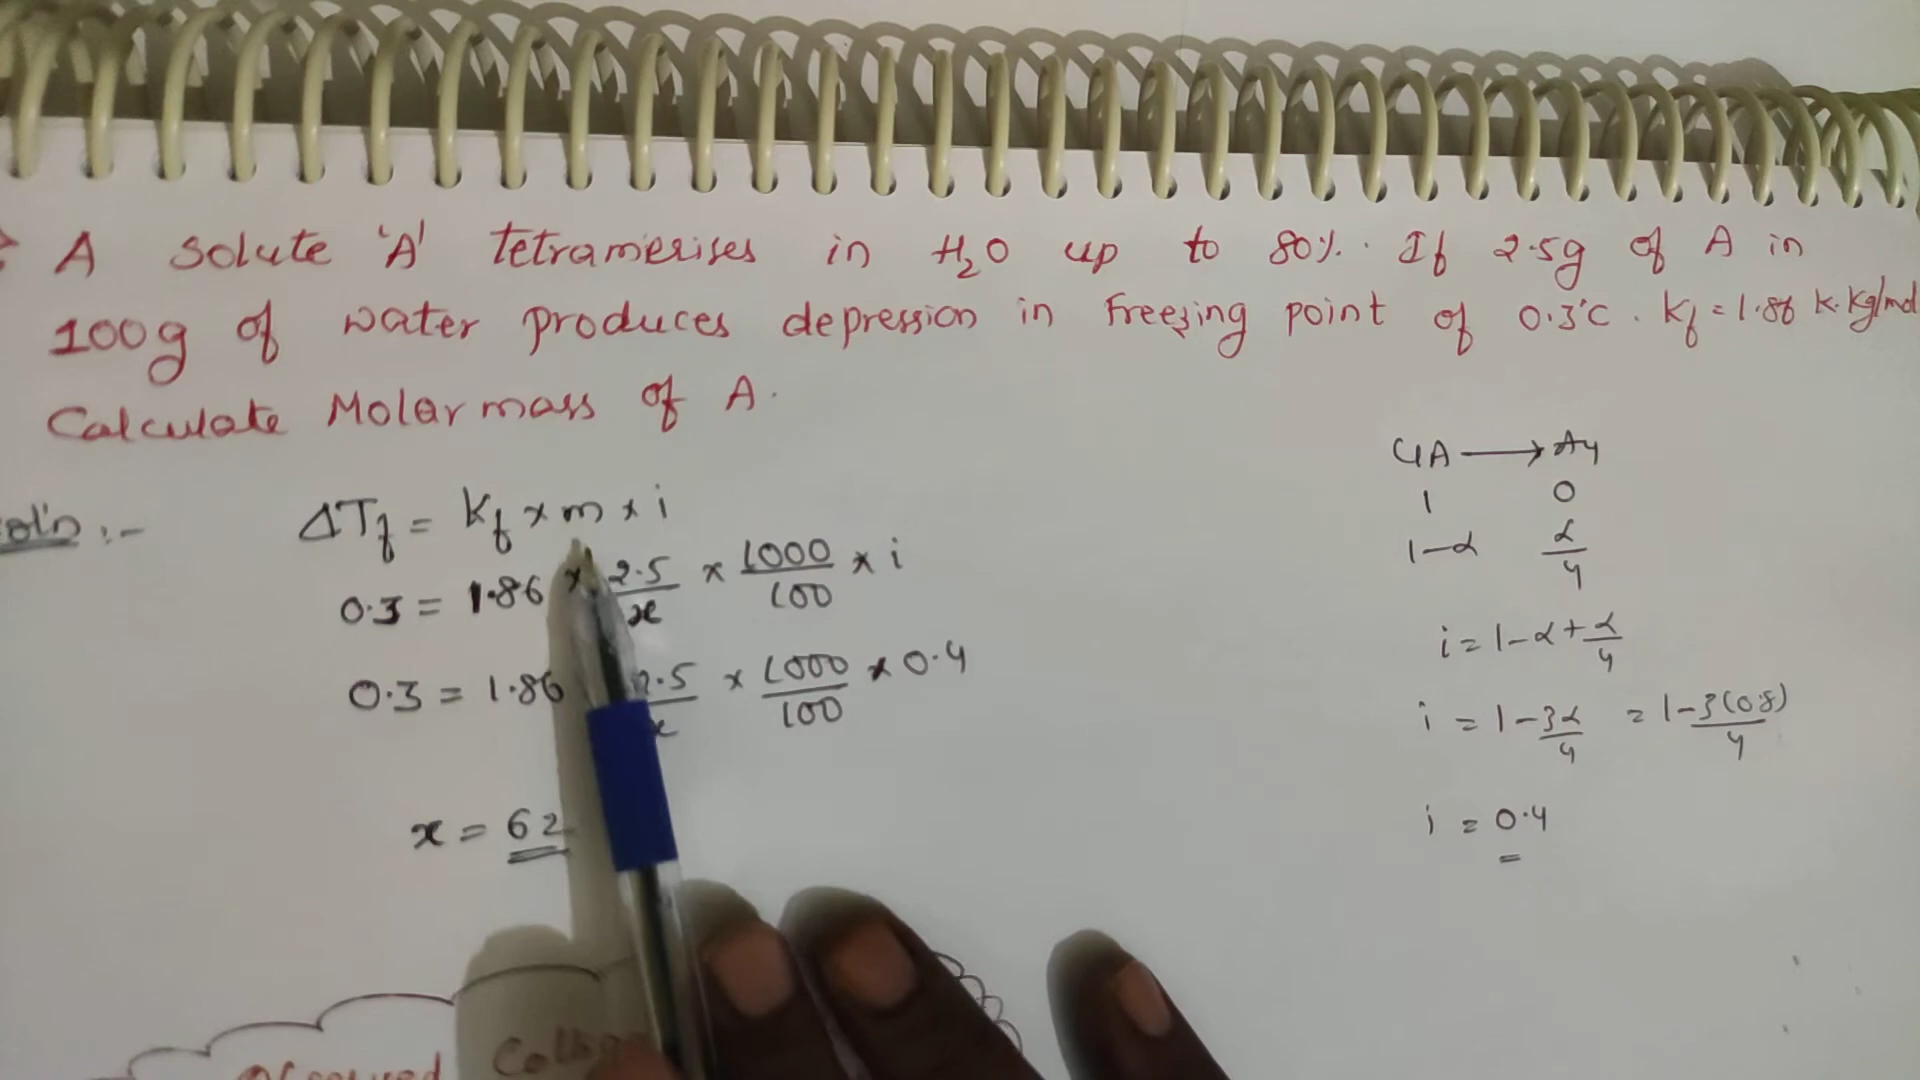 A solute 'A' tetramerises in H₂O up to 80%. If 2.5g of A in
100g of water produces depression in Freezing point of 0.3°C. Kf = 1.86 K.Kg/mol
Calculate Molar mass of A.
:-
ΔTf = Kf × m × i
0.3 = 1.86 × 2.5/x × 1000/100 × i
0.3 = 1.86 2.5/x × 1000/100 × 0.4
x = 62
4A ⟶ A4
1 0
1-α α/4
i = 1-α+α/4
i = 1-3α/4 = 1-3(0.8)/4
i = 0.4